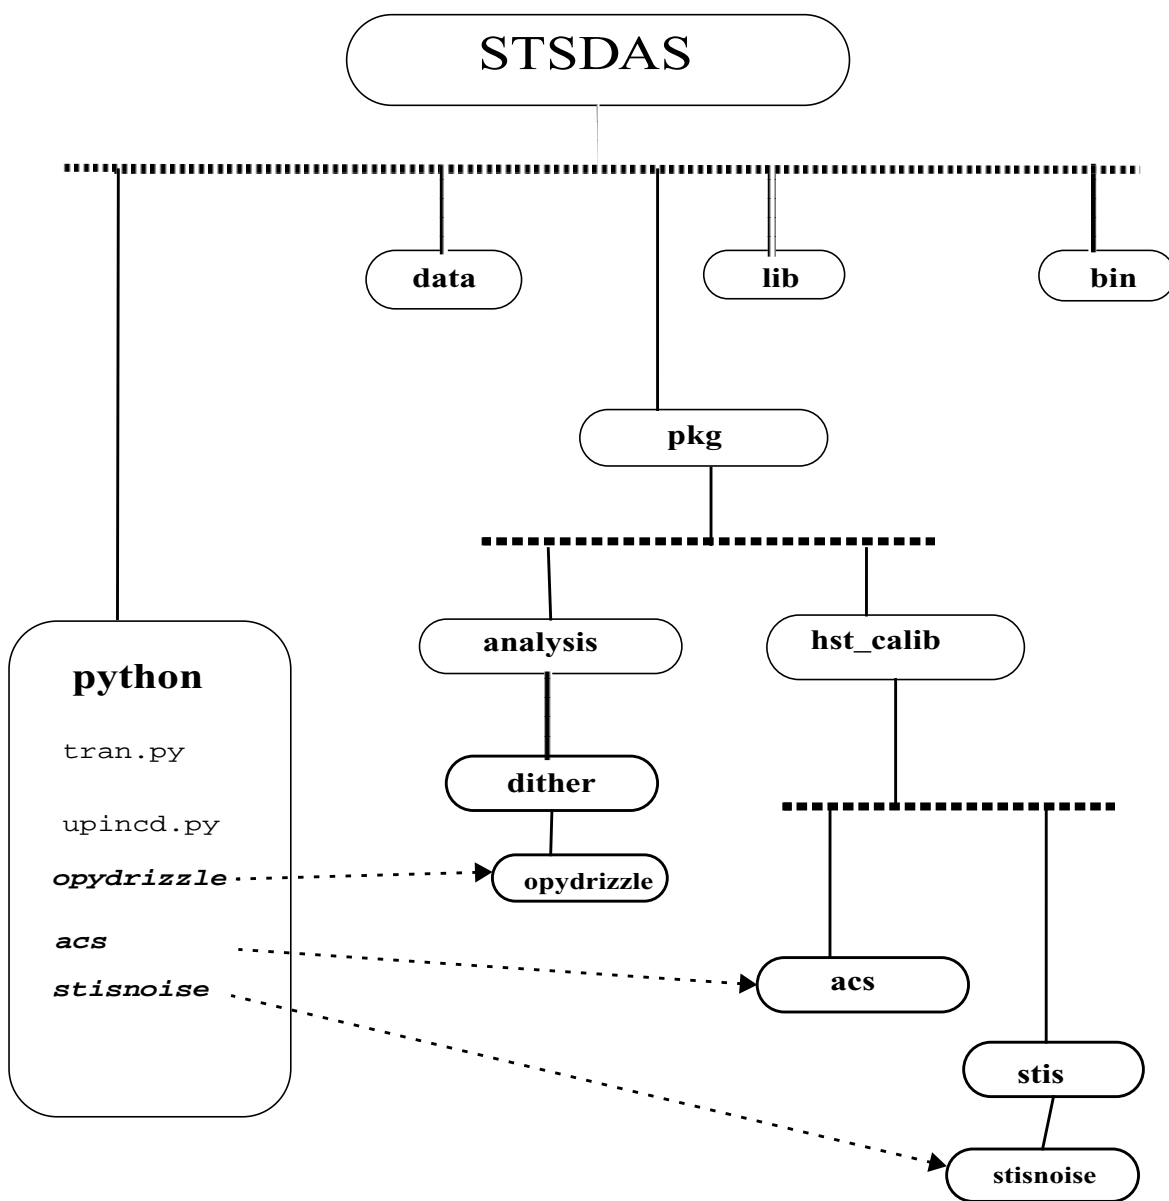 STSDAS
data
lib
bin
pkg
analysis
hst_calib
python
tran.py
dither
upincd.py
opydrizzle
opydrizzle
acs
acs
stisnoise
stis
stisnoise